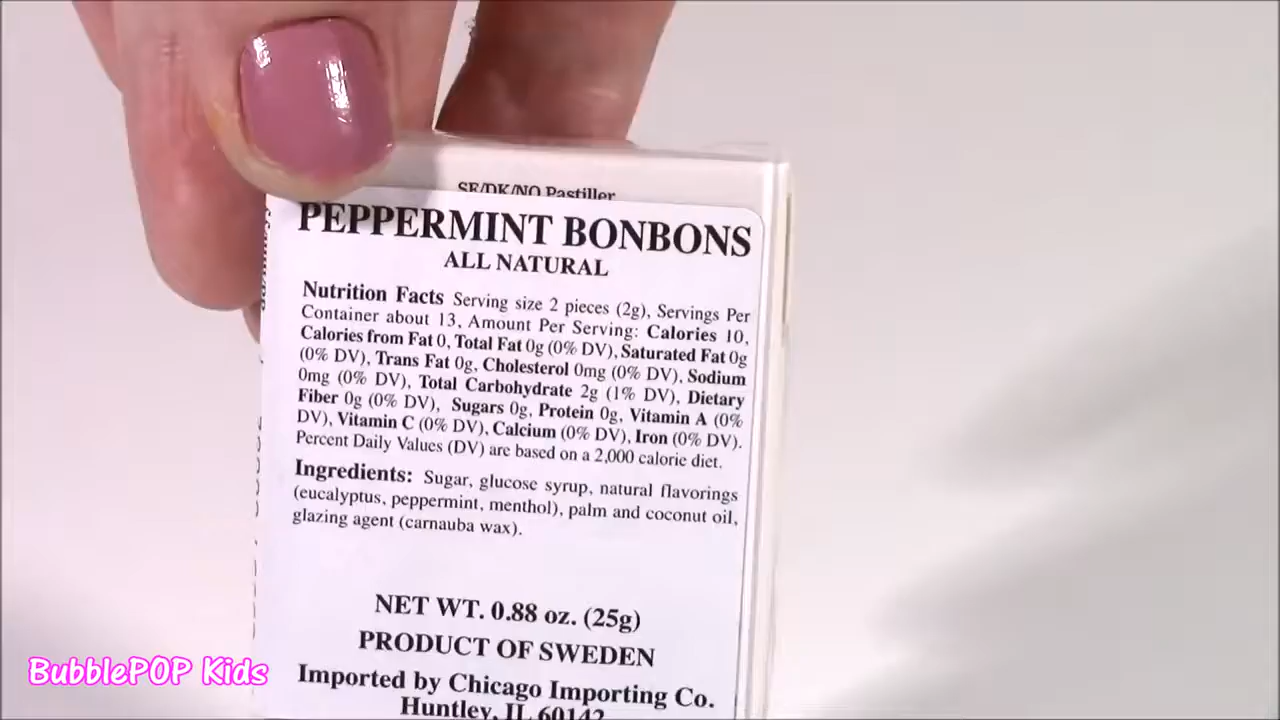 SE/DK/NO Pastiller
PEPPERMINT BONBONS
ALL NATURAL
Nutrition Facts Serving size 2 pieces (2g), Servings Per
Container about 13, Amount Per Serving: Calories 10,
Calories from Fat 0, Total Fat 0g (0% DV), Saturated Fat 0g
(0% DV), Trans Fat 0g, Cholesterol 0mg (0% DV), Sodium
0mg (0% DV), Total Carbohydrate 2g (1% DV), Dietary
Fiber 0g (0% DV), Sugars 0g, Protein 0g, Vitamin A (0%
DV), Vitamin C (0% DV), Calcium (0% DV), Iron (0% DV).
Percent Daily Values (DV) are based on a 2,000 calorie diet.
Ingredients: Sugar, glucose syrup, natural flavorings
(eucalyptus, peppermint, menthol), palm and coconut oil,
glazing agent (carnauba wax).
NET WT. 0.88 oz. (25g)
PRODUCT OF SWEDEN
Imported by Chicago Importing Co.
Huntley, IL 60142
BubblePOP Kids